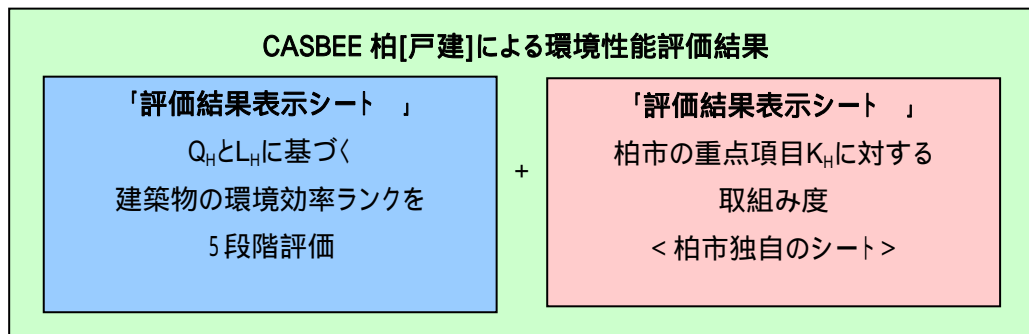 CASBEE 柏[戸建]による環境性能評価結果
「評価結果表示シート　」
QHとLHに基づく
建築物の環境効率ランクを
5段階評価
+
「評価結果表示シート　」
柏市の重点項目KHに対する
取組み度
<柏市独自のシート>